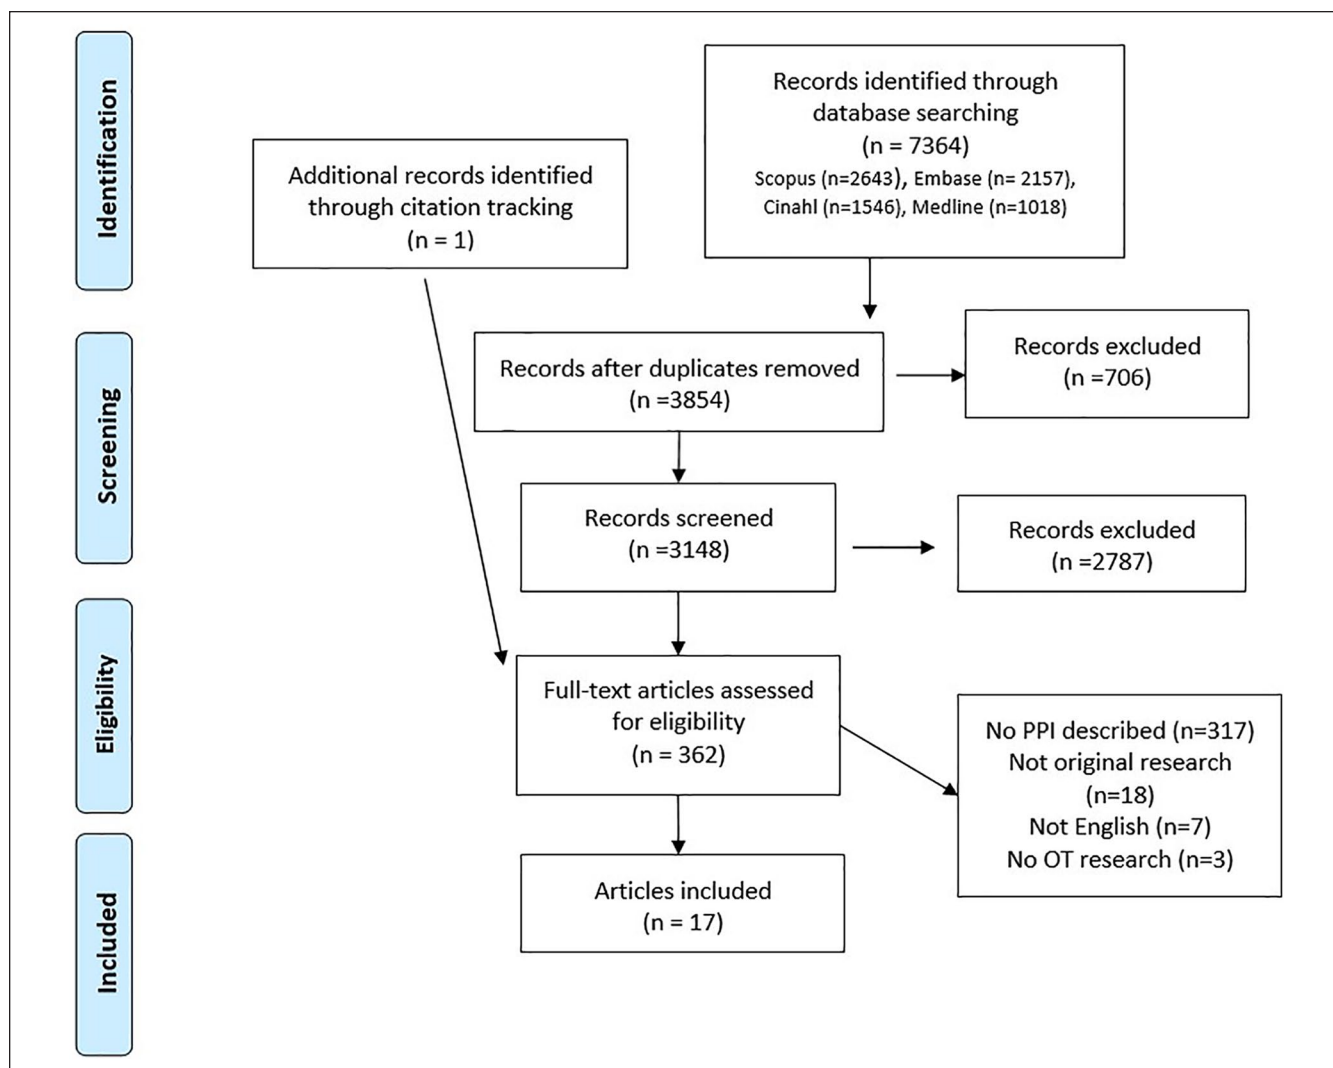 Identification
Records identified through
database searching
(n = 7364)
Scopus (n=2643), Embase (n= 2157),
Cinahl (n=1546), Medline (n=1018)
Additional records identified
through citation tracking
(n = 1)
Screening
Records after duplicates removed
(n =3854)
Records excluded
(n =706)
Records screened
(n =3148)
Records excluded
(n =2787)
Eligibility
Full-text articles assessed
for eligibility
(n = 362)
No PPI described (n=317)
Not original research
(n=18)
Not English (n=7)
No OT research (n=3)
Included
Articles included
(n = 17)